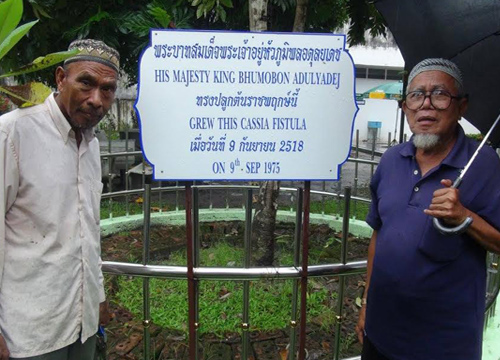 พระบาทสมเด็จพระเจ้าอยู่หัวภูมิพลอดุลยเดช
HIS MAJESTY KING BHUMOBON ADULYADEJ
ทรงปลูกต้นราชพฤกษ์นี้
GREW THIS CASSIA FISTULA
เมื่อวันที่ 9 กันยายน 2518
ON 9th- SEP 1975